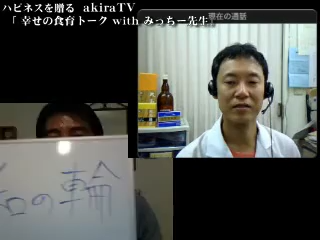 ハピネスを贈る akiraTV
「 幸せの食育トーク with みっちー先生」
現在の通話
の輪